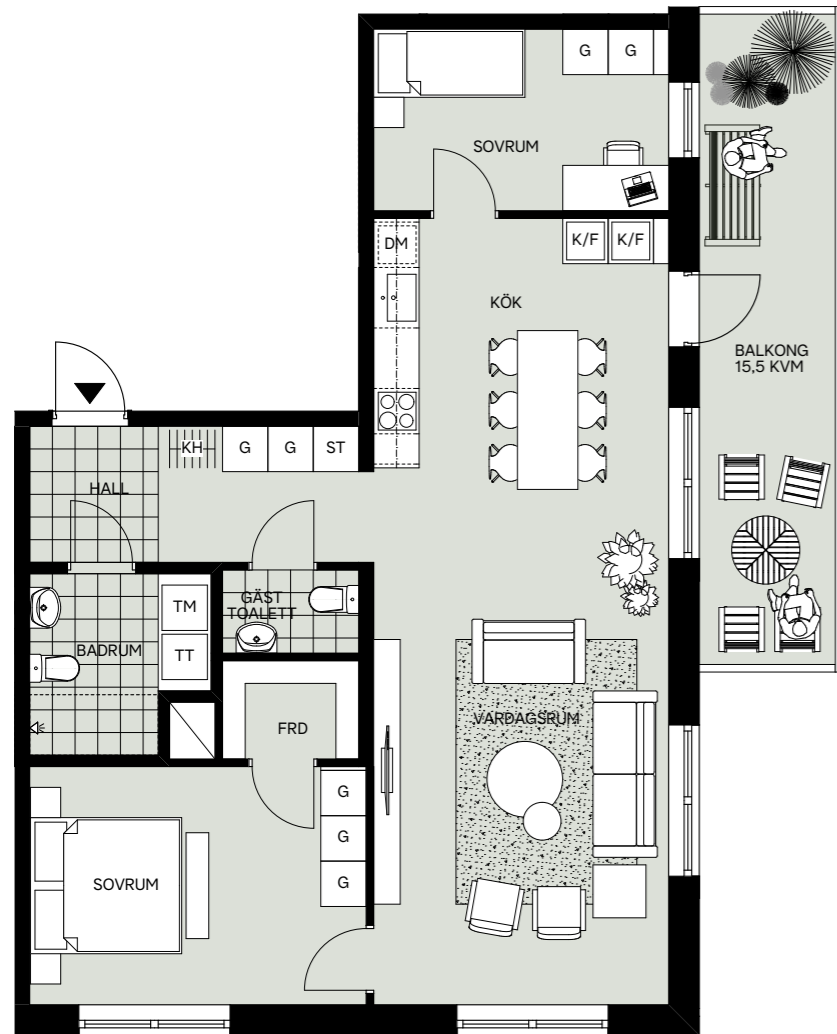 G
G
SOVRUM
DM
K/F
K/F
KÖK
BALKONG
15,5 KVM
KH
G
G
ST
HALL
GÄST
TOALETT
TM
BADRUM
TT
VARDAGSRUM
FRD
G
G
SOVRUM
G